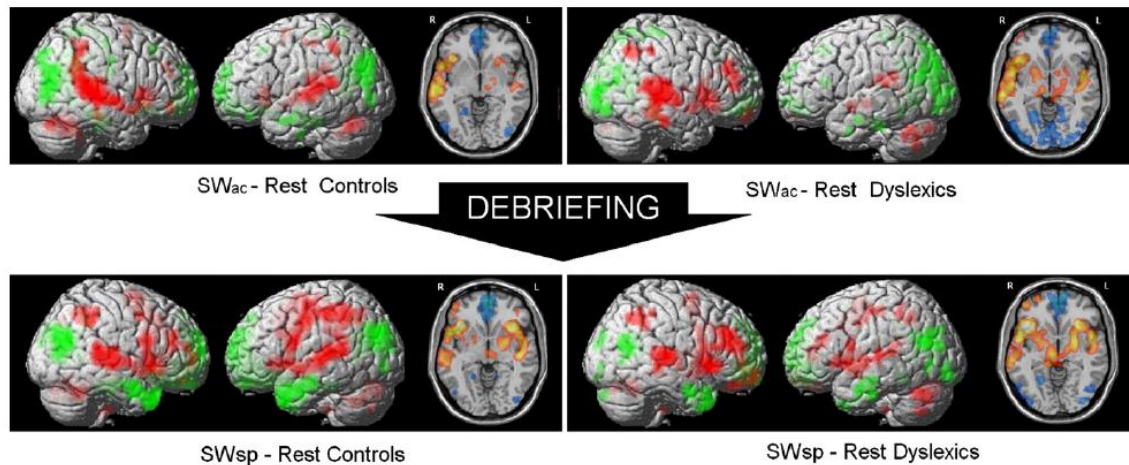 R L
R L
SWac - Rest Controls
SWac - Rest Dyslexics
DEBRIEFING
R L
R L
SWsp - Rest Controls
SWsp - Rest Dyslexics